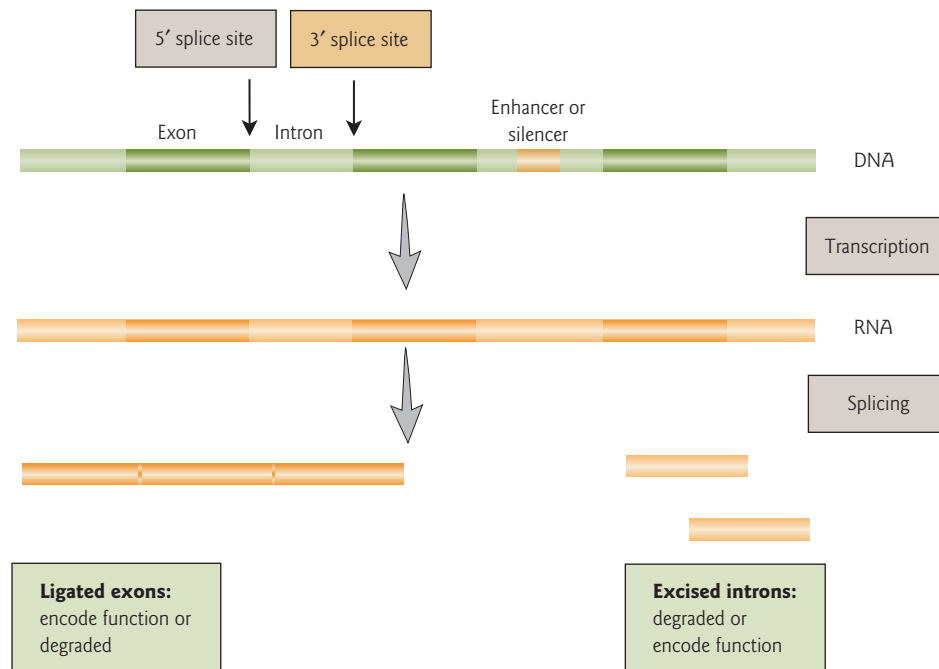 5′ splice site
3′ splice site
Enhancer or
silencer
Exon
Intron
DNA
Transcription
RNA
Splicing
Ligated exons:
encode function or
degraded
Excised introns:
degraded or
encode function